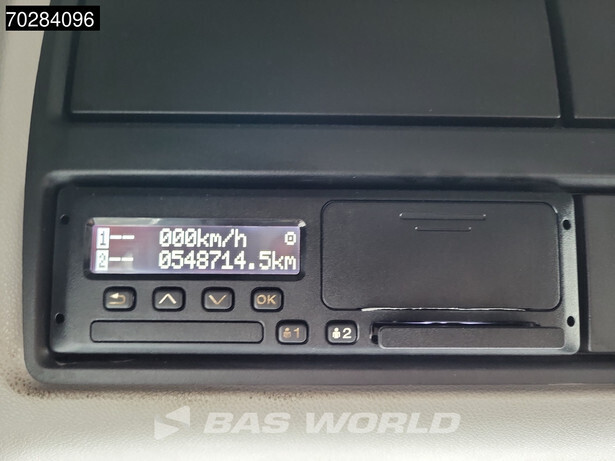 70284096
1-- 000km/h
2-- 0548714.5km
OK
1 2
BAS WORLD